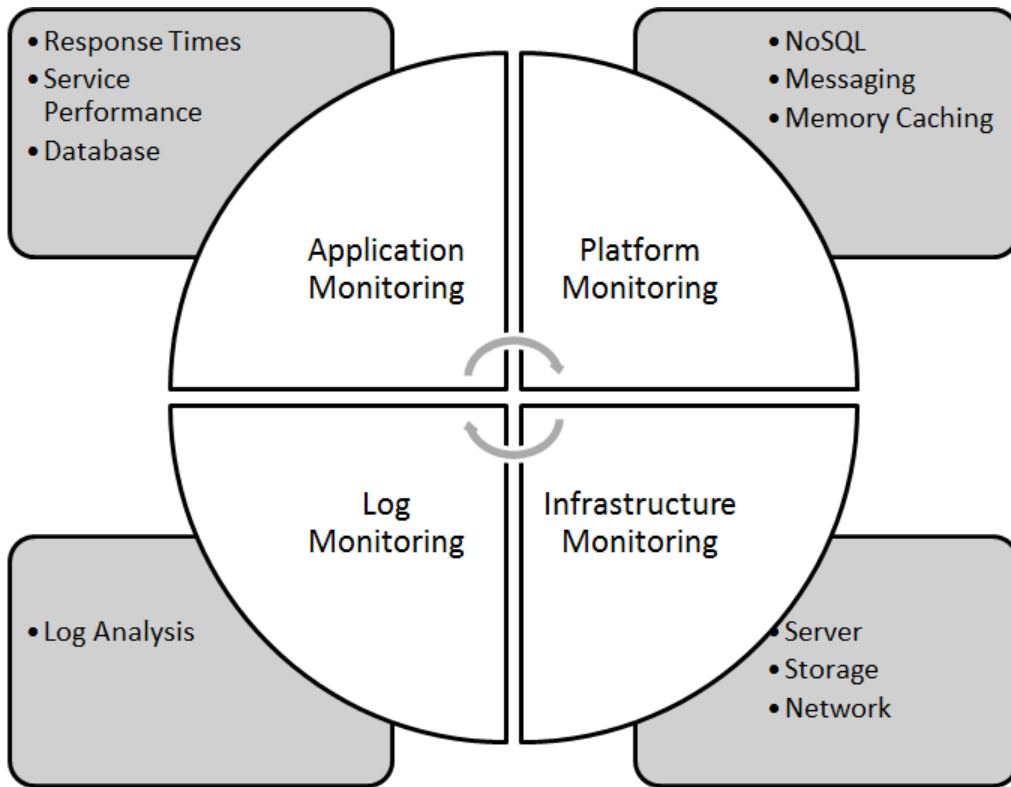 • Response Times
• Service
Performance
• Database
• NoSQL
• Messaging
• Memory Caching
Application
Monitoring
Platform
Monitoring
Log
Monitoring
Infrastructure
Monitoring
• Log Analysis
• Server
• Storage
• Network